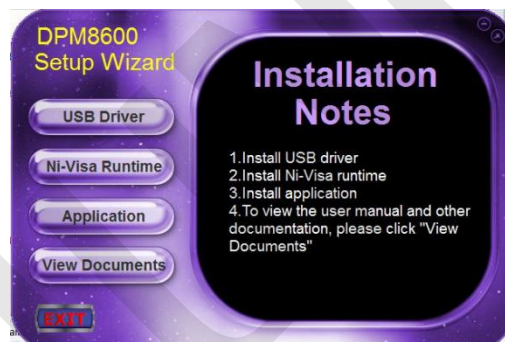 DPM8600
Setup Wizard
USB Driver
Ni-Visa Runtime
Application
View Documents
EXIT
Installation
Notes
1.Install USB driver
2.Install Ni-Visa runtime
3.Install application
4.To view the user manual and other
documentation, please click "View
Documents"